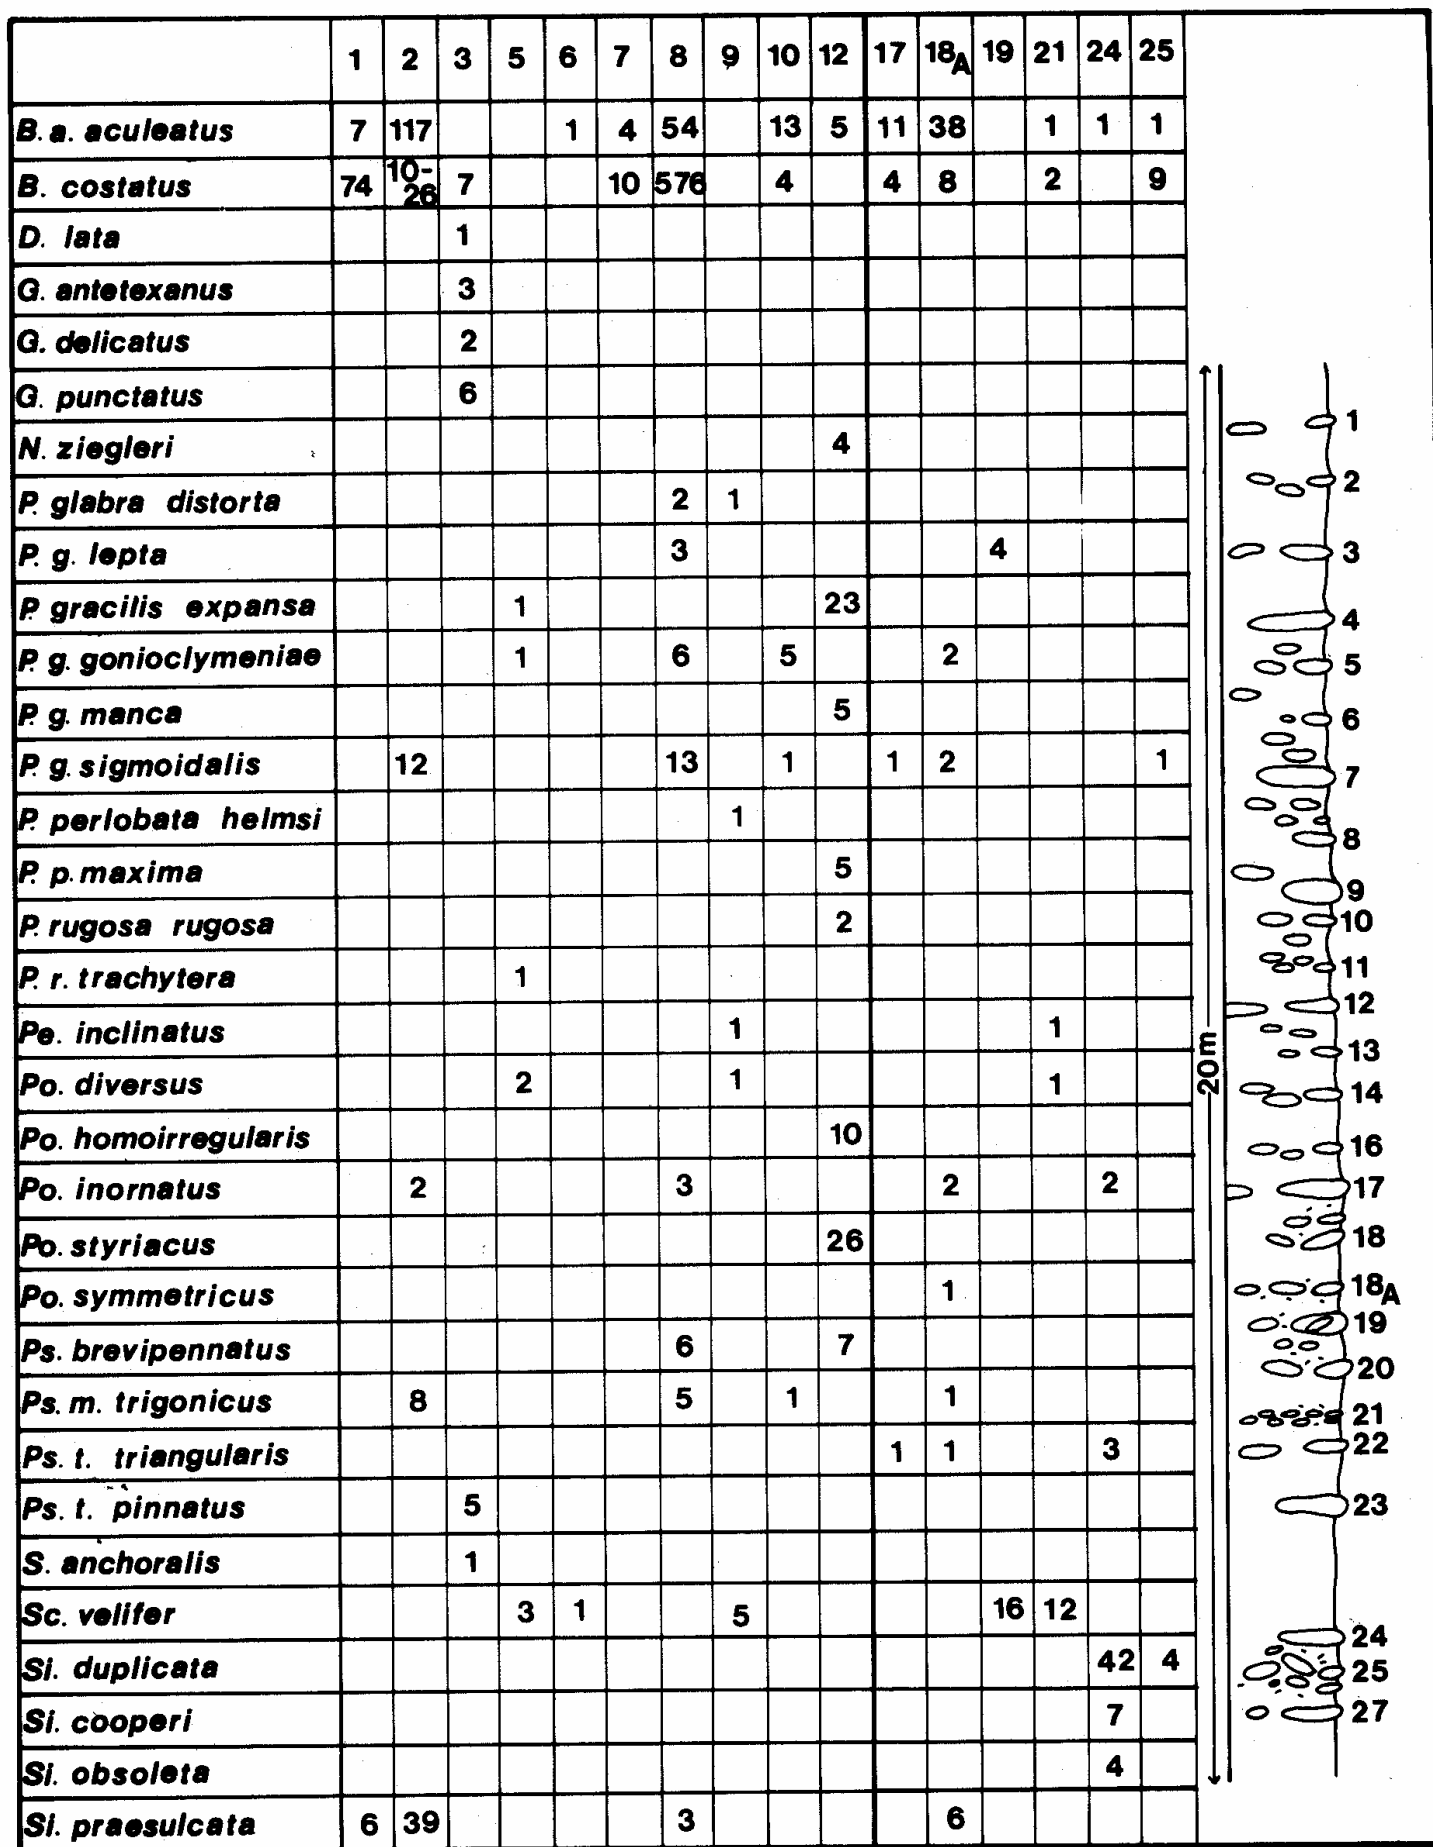 1 2 3 5 6 7 8 9 10 12 17 18A 19 21 24 25
B. a. aculeatus 7 117 1 4 54 13 5 11 38 1 1 1
B. costatus 74 10-26 7 10 576 4 4 8 2 9
D. lata 1
G. antetexanus 3
G. delicatus 2
G. punctatus 6
N. ziegleri 4
P. glabra distorta 2 1
P. g. lepta 3 4
P. gracilis expansa 1 23
P. g. gonioclymeniae 1 6 5 2
P. g. manca 5
P. g. sigmoidalis 12 13 1 1 2 1
P. perlobata helmsi 1
P. p. maxima 5
P. rugosa rugosa 2
P. r. trachytera 1
Pe. inclinatus 1 1
Po. diversus 2 1 1
Po. homoirregularis 10
Po. inornatus 2 3 2 2
Po. styriacus 26
Po. symmetricus 1
Ps. brevipennatus 6 7
Ps. m. trigonicus 8 5 1 1
Ps. t. triangularis 1 1 3
Ps. t. pinnatus 5
S. anchoralis 1
Sc. velifer 3 1 5 16 12
Si. duplicata 42 4
Si. cooperi 7
Si. obsoleta 4
Si. praesulcata 6 39 3 6
20m
1
2
3
4
5
6
7
8
9
10
11
12
13
14
16
17
18
18A
19
20
21
22
23
24
25
27